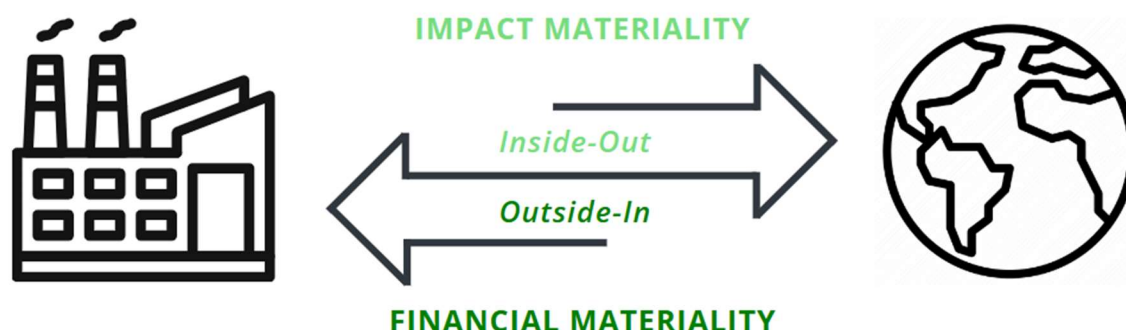 IMPACT MATERIALITY
Inside-Out
Outside-In
FINANCIAL MATERIALITY